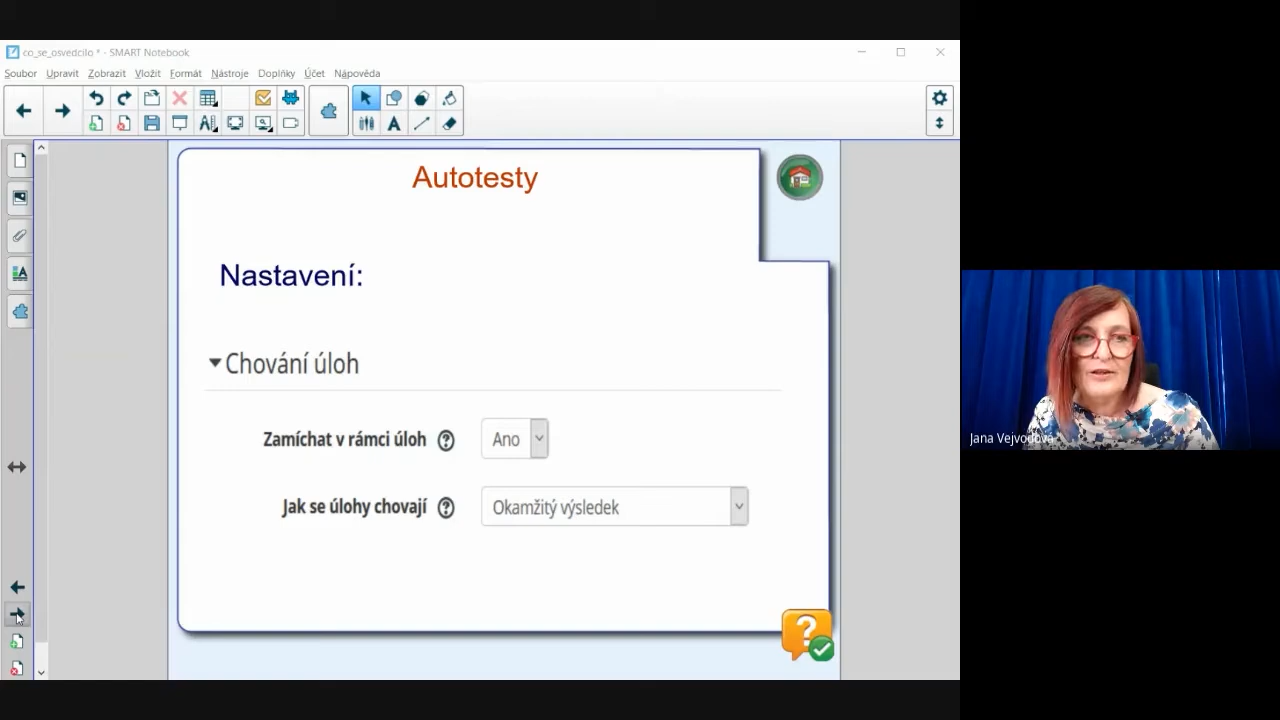 co_se_osvedcilo * - SMART Notebook
Soubor Upravit Zobrazit Vložit Formát Nástroje Doplňky Účet Nápověda
Autotesty
Nastavení:
Chování úloh
Zamíchat v rámci úloh ? Ano
Jak se úlohy chovají ? Okamžitý výsledek
Jana Vejvodová